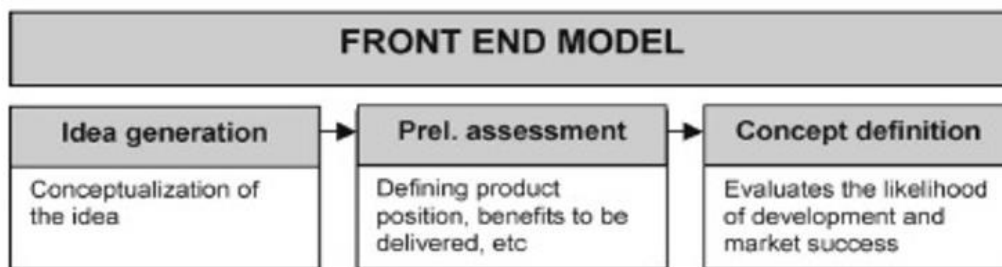 FRONT END MODEL
Idea generation
Conceptualization of
the idea
Prel. assessment
Defining product
position, benefits to be
delivered, etc
Concept definition
Evaluates the likelihood
of development and
market success